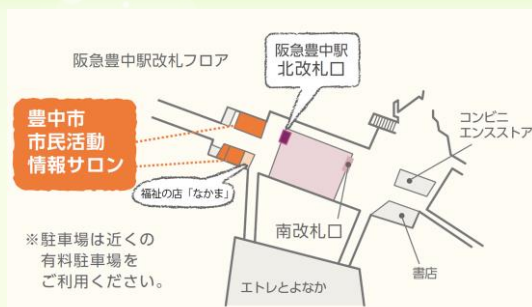 阪急豊中駅改札フロア
阪急豊中駅
北改札口
豊中市
市民活動
情報サロン
コンビニ
エンスストア
福祉の店「なかま」
南改札口
※駐車場は近くの
有料駐車場を
ご利用ください。
書店
エトレとよなか